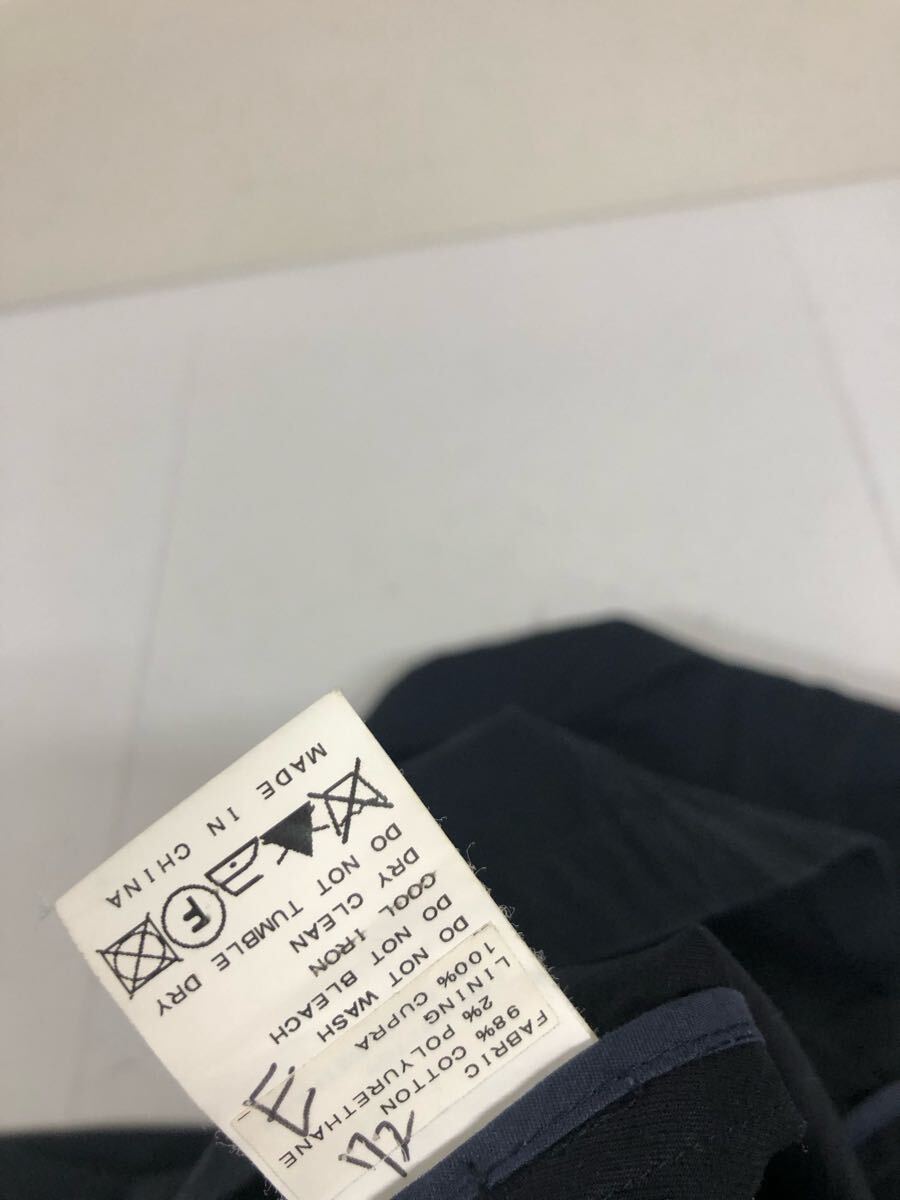 FABRIC
98% COTTON
2% POLYURETHANE
LINING
100% CUPRA
DO NOT WASH
DO NOT BLEACH
COOL IRON
DRY CLEAN
DO NOT TUMBLE DRY
F
MADE IN CHINA